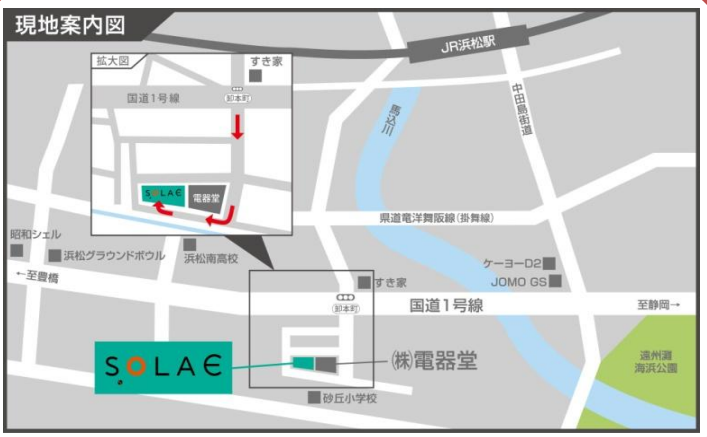 現地案内図
JR浜松駅
拡大図
すき家
国道1号線
卸本町
SOLAE
電器堂
馬込川
中田島街道
県道竜洋舞阪線(掛舞線)
昭和シェル
浜松グラウンドボウル
浜松南高校
←至豊橋
すき家
卸本町
国道1号線
ケーヨーD2
JOMO GS
至静岡→
遠州灘
海浜公園
SOLAE
㈱電器堂
砂丘小学校